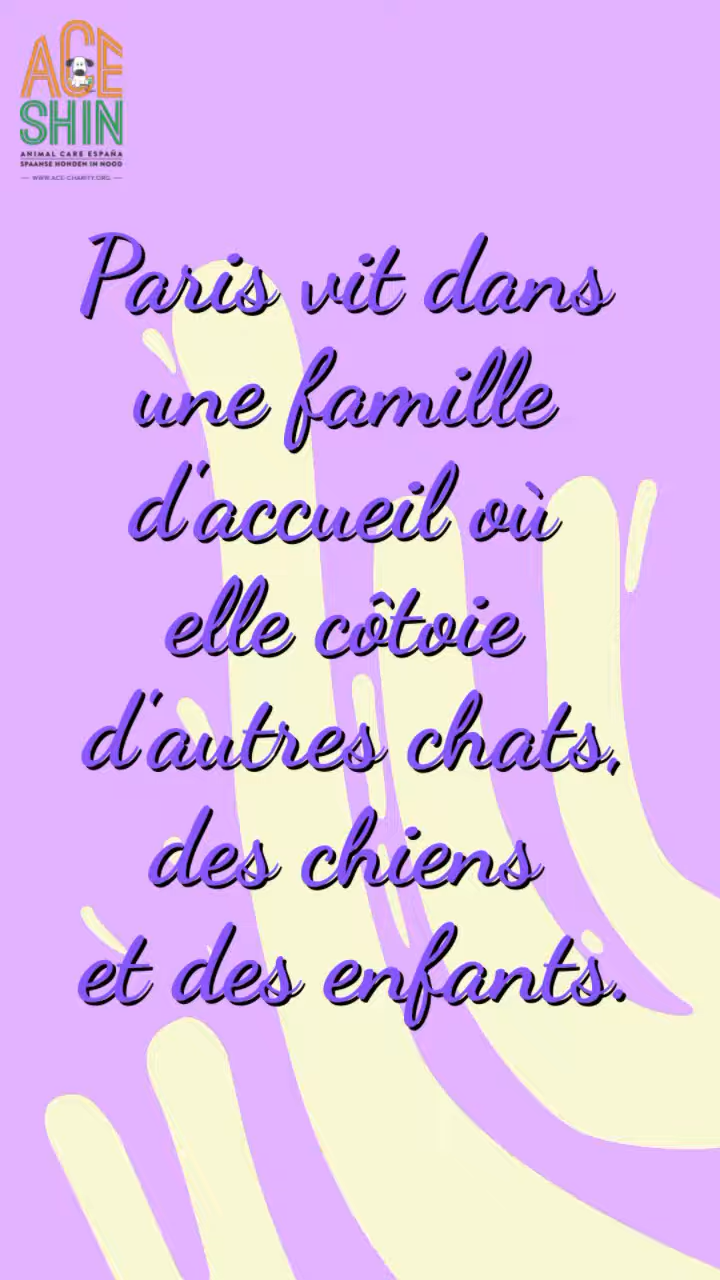 ACE
SHIN
ANIMAL CARE ESPAÑA
SPAANSE HONDEN IN NOOD
WWW.ACE-CHARITY.ORG
Paris vit dans
une famille
d'accueil où
elle côtoie
d'autres chats,
des chiens
et des enfants.